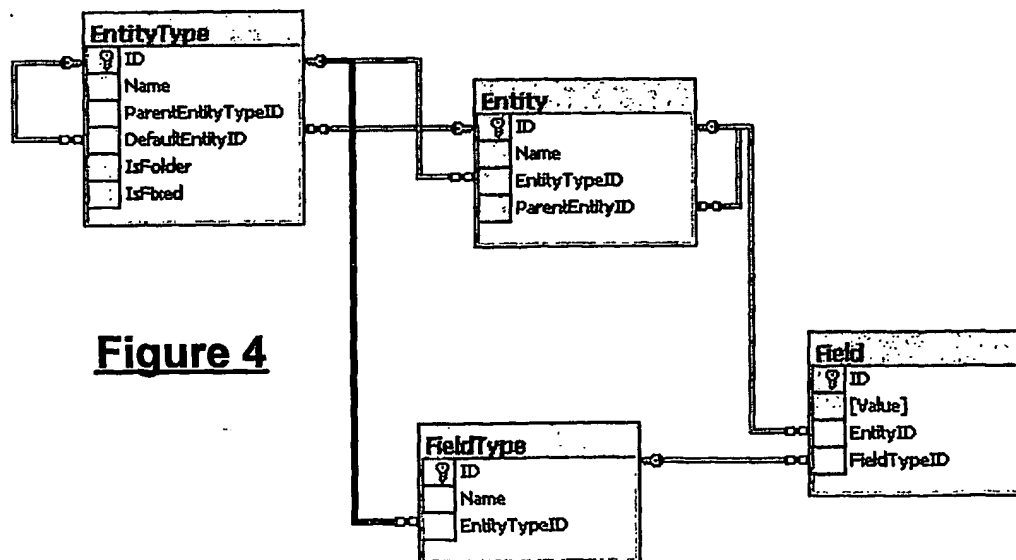 EntityType
ID
Name
ParentEntityTypeID
DefaultEntityID
IsFolder
IsFixed
Entity
ID
Name
EntityTypeID
ParentEntityID
Figure 4
Field
ID
[Value]
EntityID
FieldTypeID
FieldType
ID
Name
EntityTypeID